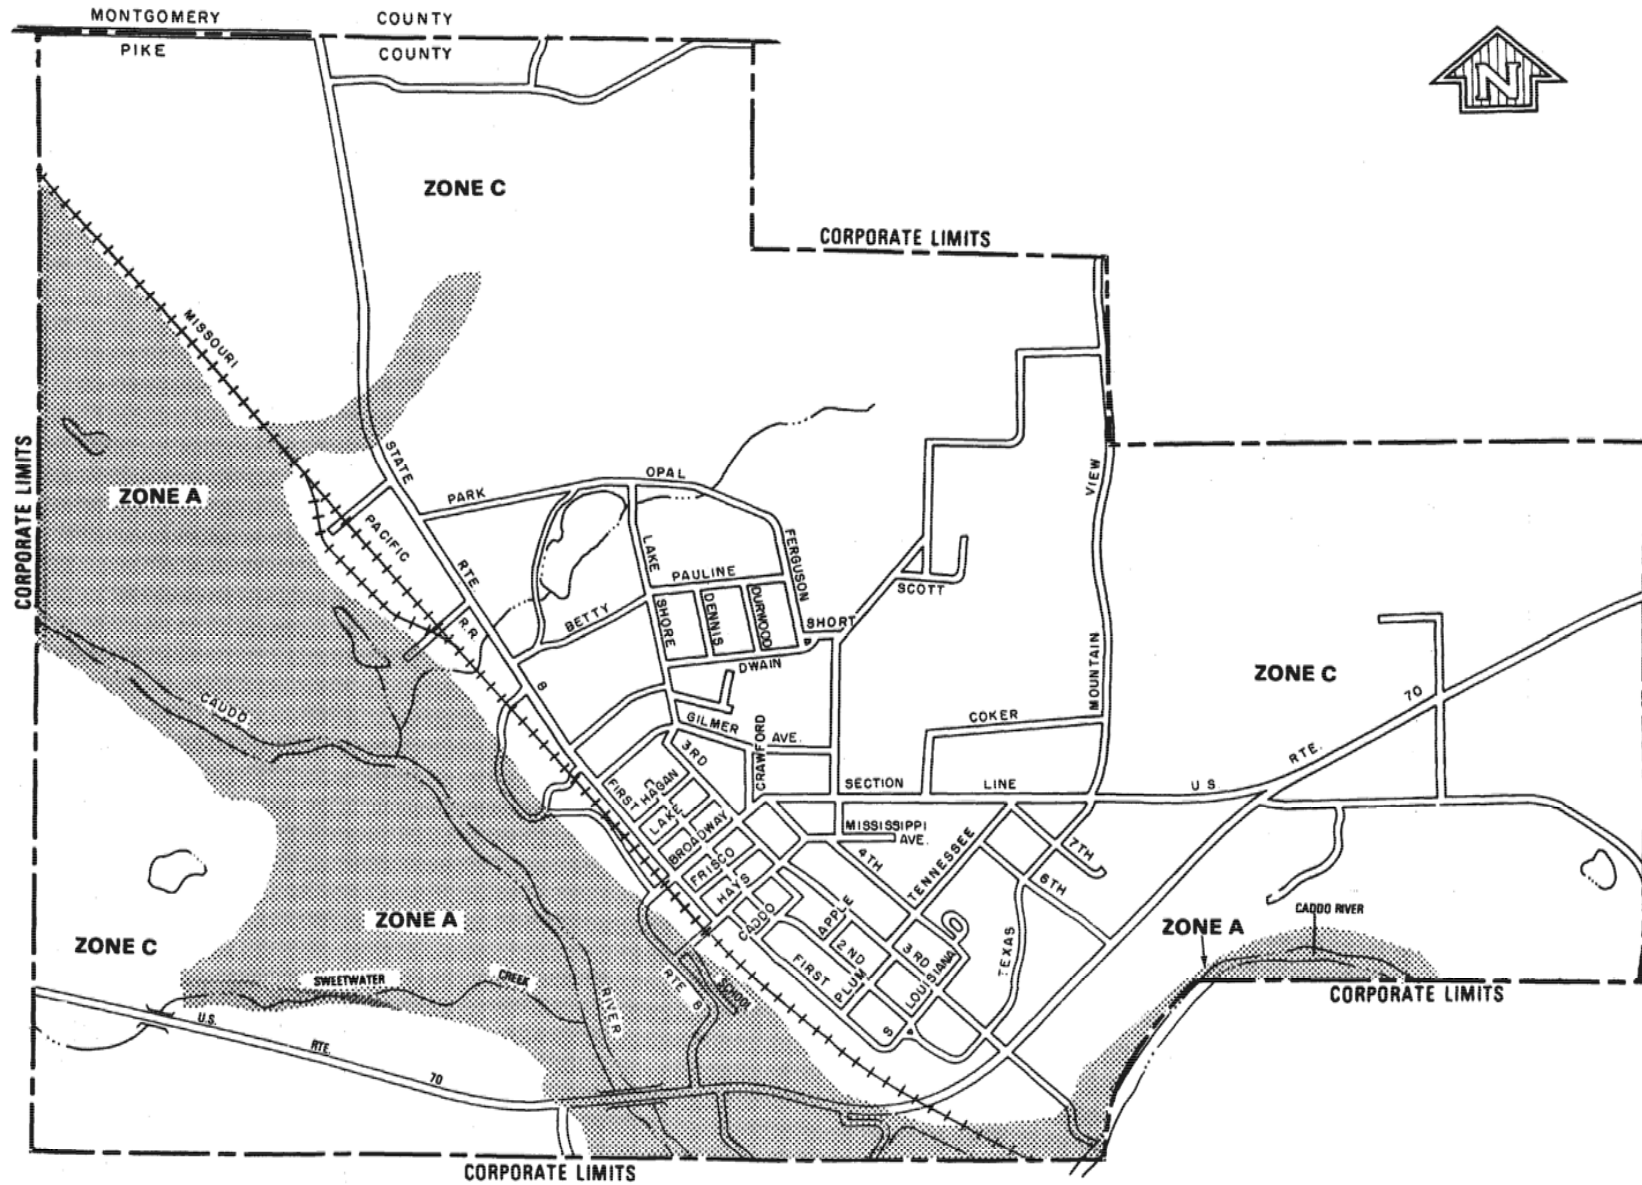 MONTGOMERY COUNTY
PIKE COUNTY
N
ZONE C
CORPORATE LIMITS
MISSOURI
CORPORATE LIMITS
STATE
ZONE A
PARK
OPAL
VIEW
PACIFIC
LAKE
FERGUSON
RTE
PAULINE
SCOTT
BETTY
SHORE
DENNIS
DURWOOD
SHORT
R.R.
DWAIN
MOUNTAIN
ZONE C
8
70
CADDO
GILMER AVE.
COKER
CRAWFORD
3RD
RTE.
FIRST
HAGAN
SECTION LINE
U S
LAKE
BROADWAY
MISSISSIPPI
AVE.
FRISCO
4TH
TENNESSEE
7TH
6TH
HAYS
CADDO RIVER
ZONE A
ZONE A
ZONE C
CADDO
APPLE
2ND
3RD
TEXAS
FIRST
PLUM
LOUISIANA
SWEETWATER CREEK
RIVER
RTE 8
SCHOOL
CORPORATE LIMITS
U.S.
RTE.
70
S
CORPORATE LIMITS